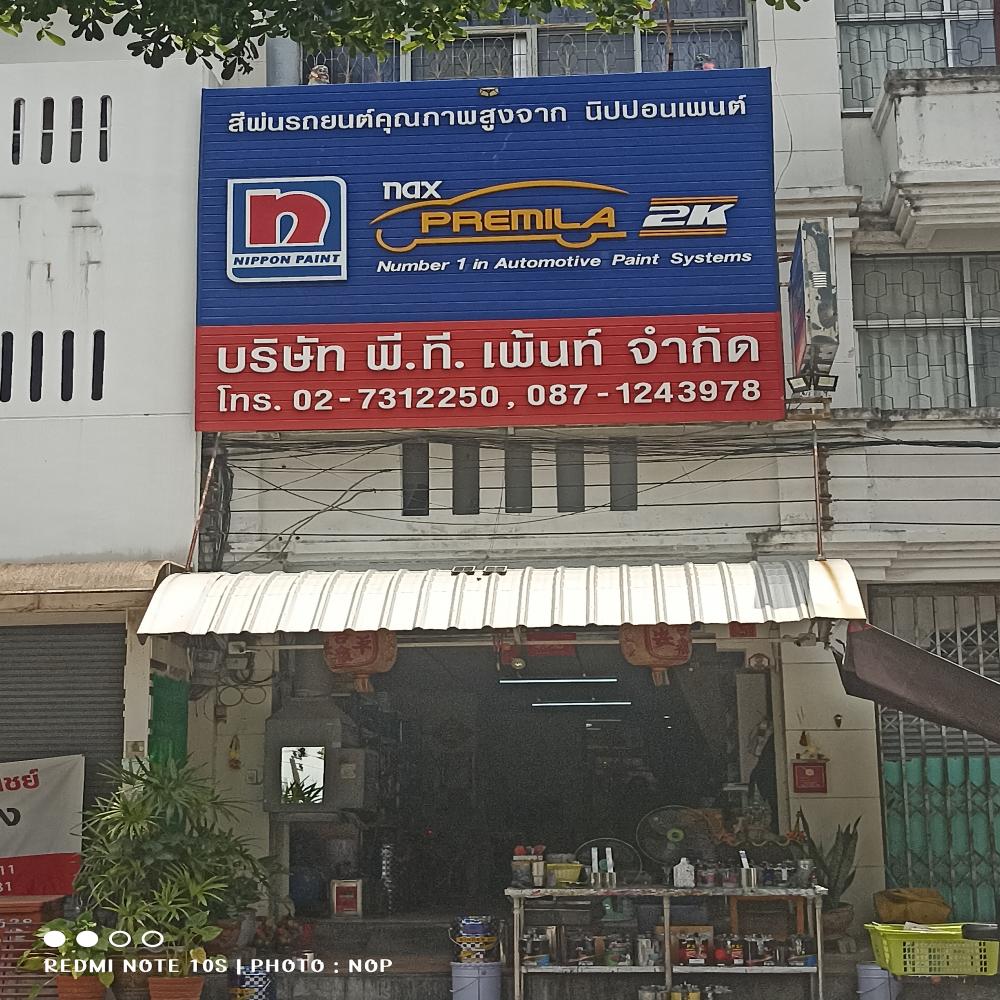 สีพ่นรถยนต์คุณภาพสูงจาก นิปปอนเพนต์
n
NIPPON PAINT
nax
PREMILA 2K
Number 1 in Automotive Paint Systems
บริษัท พี.ที. เพ้นท์ จำกัด
โทร. 02-7312250, 087-1243978
REDMI NOTE 10S | PHOTO : NOP